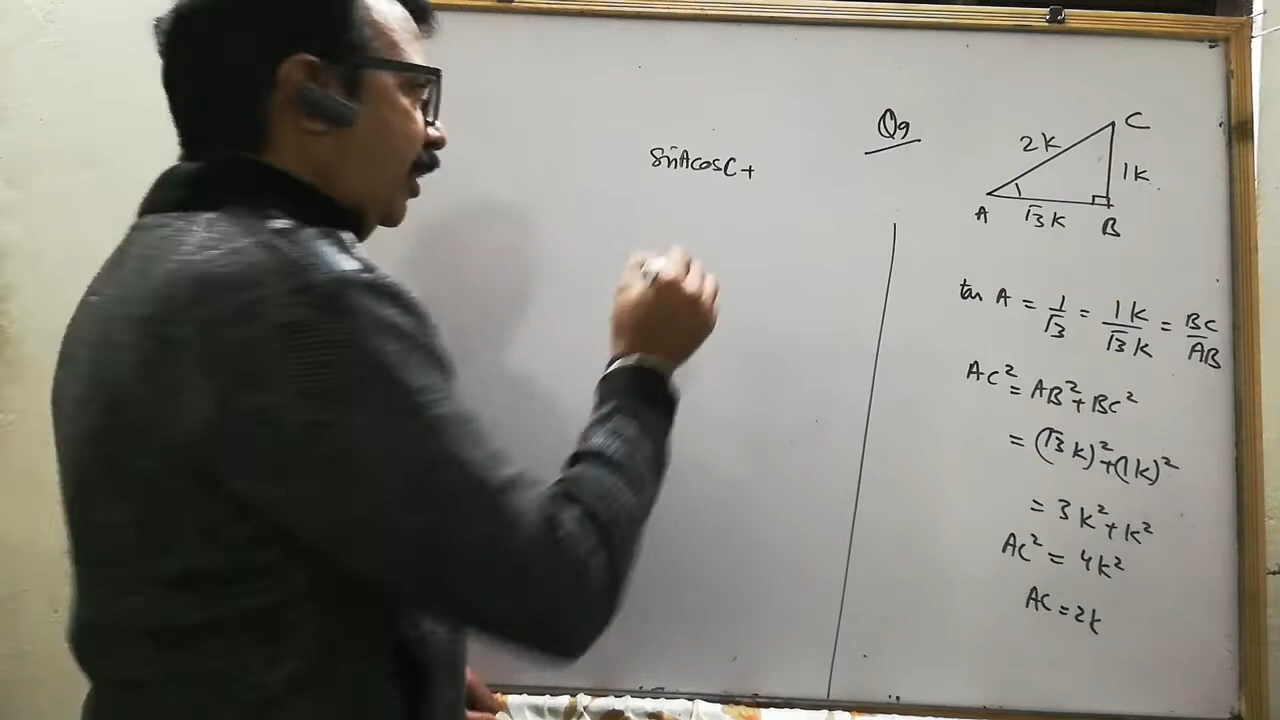 Q9
sinAcosC+
C
2k
1k
A
√3 k
B
tan A = 1/√3 = 1k/√3 k = BC/AB
AC² = AB² + BC²
= (√3 k)² + (1k)²
= 3k² + k²
AC² = 4k²
AC = 2k